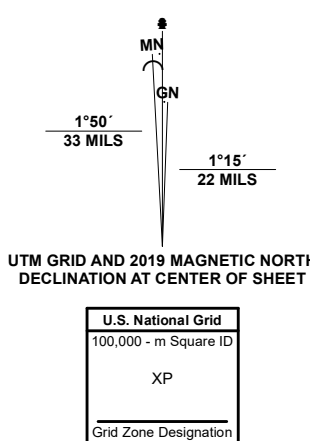 MN
GN
1°50´
33 MILS
1°15´
22 MILS
UTM GRID AND 2019 MAGNETIC NORTH
DECLINATION AT CENTER OF SHEET
U.S. National Grid
100,000 - m Square ID
XP
Grid Zone Designation